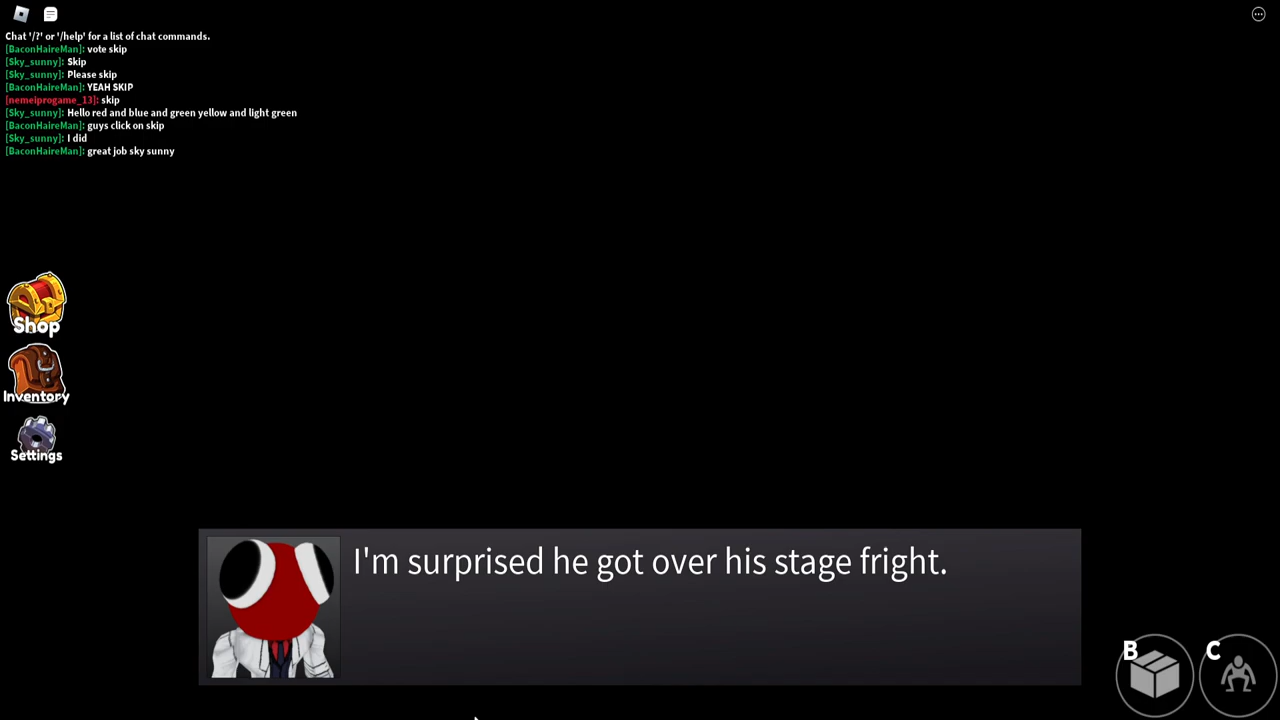 Chat '/?' or '/help' for a list of chat commands.
[BaconHaireMan]: vote skip
[Sky_sunny]: Skip
[Sky_sunny]: Please skip
[BaconHaireMan]: YEAH SKIP
[nemeiprogame_13]: skip
[Sky_sunny]: Hello red and blue and green yellow and light green
[BaconHaireMan]: guys click on skip
[Sky_sunny]: I did
[BaconHaireMan]: great job sky sunny
Shop
Inventory
Settings
I'm surprised he got over his stage fright.
B
C